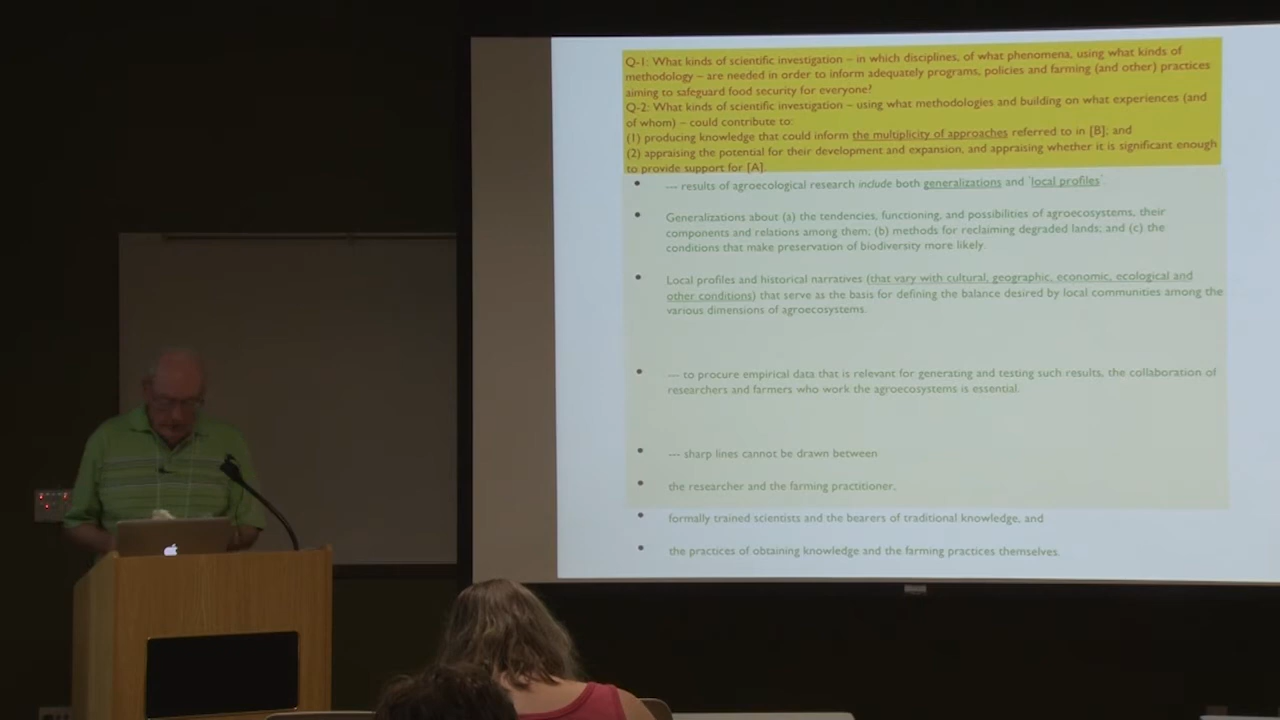 Q-1: What kinds of scientific investigation – in which disciplines, of what phenomena, using what kinds of
methodology – are needed in order to inform adequately programs, policies and farming (and other) practices
aiming to safeguard food security for everyone?
Q-2: What kinds of scientific investigation – using what methodologies and building on what experiences (and
of whom) – could contribute to:
(1) producing knowledge that could inform the multiplicity of approaches referred to in [B]; and
(2) appraising the potential for their development and expansion, and appraising whether it is significant enough
to provide support for [A].
• --- results of agroecological research include both generalizations and 'local profiles'.
• Generalizations about (a) the tendencies, functioning, and possibilities of agroecosystems, their
components and relations among them; (b) methods for reclaiming degraded lands; and (c) the
conditions that make preservation of biodiversity more likely.
• Local profiles and historical narratives (that vary with cultural, geographic, economic, ecological and
other conditions) that serve as the basis for defining the balance desired by local communities among the
various dimensions of agroecosystems.
• --- to procure empirical data that is relevant for generating and testing such results, the collaboration of
researchers and farmers who work the agroecosystems is essential.
• --- sharp lines cannot be drawn between
• the researcher and the farming practitioner,
• formally trained scientists and the bearers of traditional knowledge, and
• the practices of obtaining knowledge and the farming practices themselves.